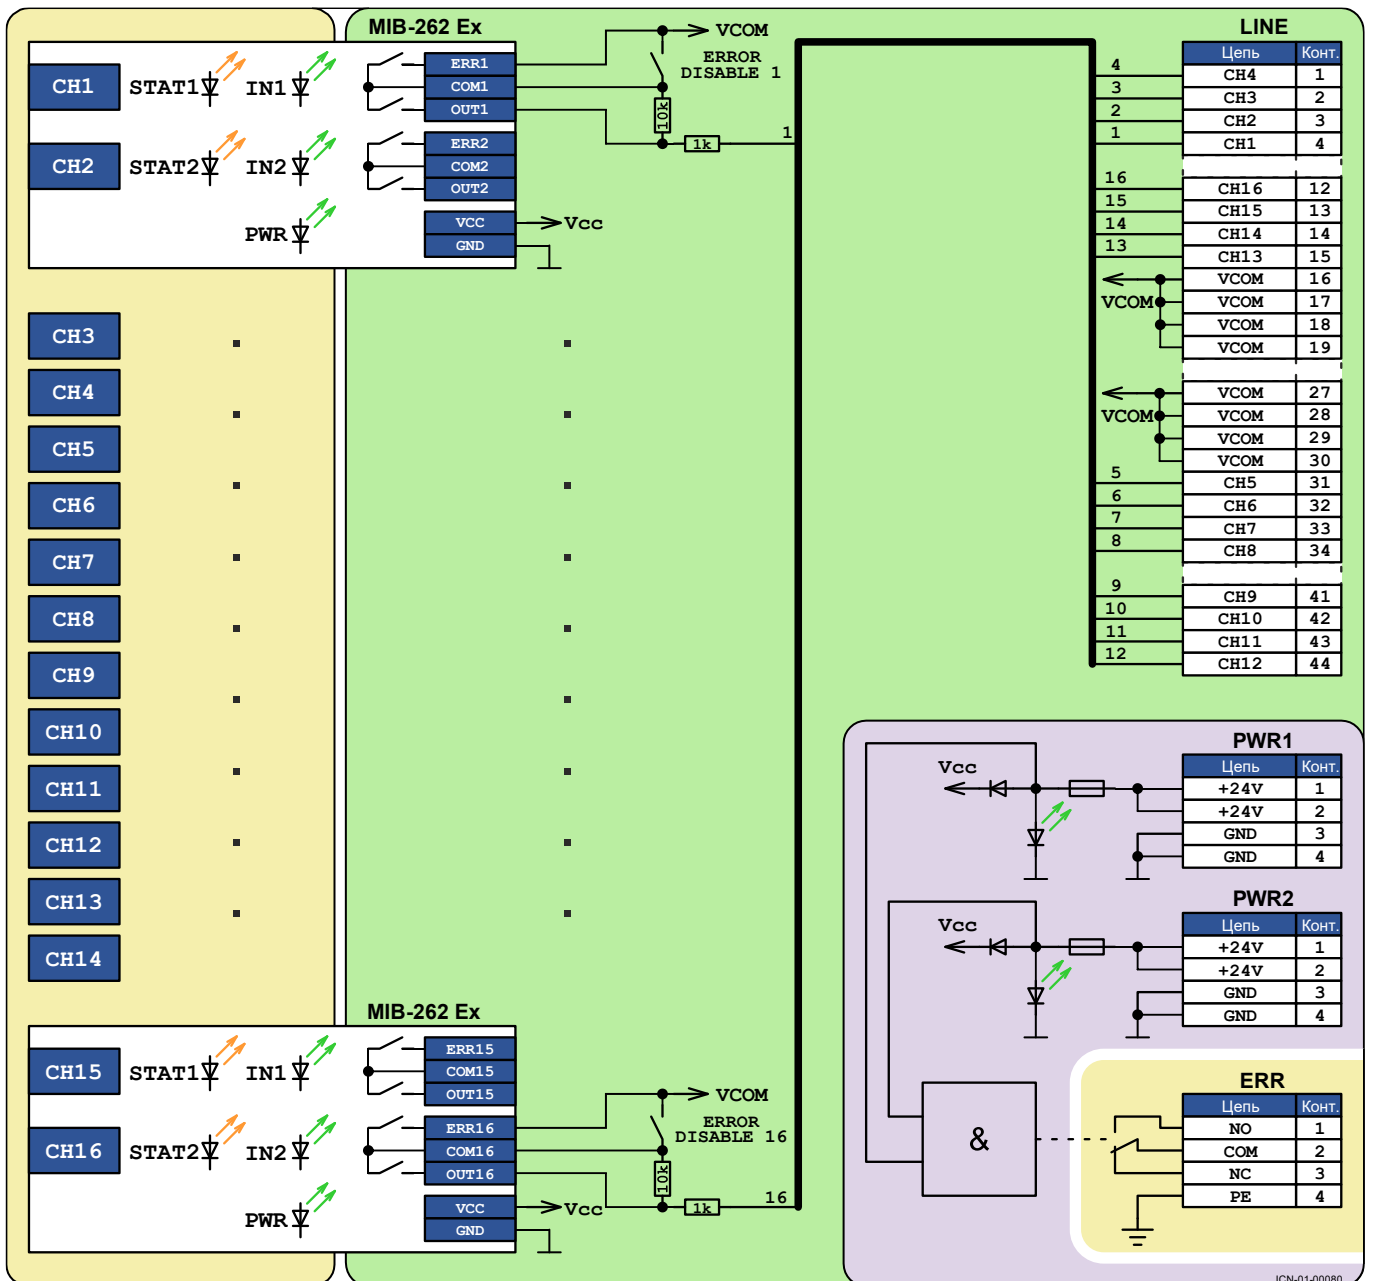 MIB-262 Ex
CH1 STAT1 IN1 ERR1
COM1
OUT1
CH2 STAT2 IN2 ERR2
COM2
OUT2
PWR VCC Vcc
GND
VCOM
ERROR
DISABLE 1
10k
1k 1
CH3
CH4
CH5
CH6
CH7
CH8
CH9
CH10
CH11
CH12
CH13
CH14
MIB-262 Ex
CH15 STAT1 IN1 ERR15
COM15
OUT15
CH16 STAT2 IN2 ERR16
COM16
OUT16
PWR VCC Vcc
GND
VCOM
ERROR
DISABLE 16
10k
1k 16
LINE
Цепь Конт.
4 CH4 1
3 CH3 2
2 CH2 3
1 CH1 4
16 CH16 12
15 CH15 13
14 CH14 14
13 CH13 15
VCOM 16
VCOM VCOM 17
VCOM 18
VCOM 19
VCOM 27
VCOM VCOM 28
VCOM 29
VCOM 30
5 CH5 31
6 CH6 32
7 CH7 33
8 CH8 34
9 CH9 41
10 CH10 42
11 CH11 43
12 CH12 44
PWR1
Цепь Конт.
Vcc +24V 1
+24V 2
GND 3
GND 4
PWR2
Цепь Конт.
Vcc +24V 1
+24V 2
GND 3
GND 4
&
ERR
Цепь Конт.
NO 1
COM 2
NC 3
PE 4
ICN-01-00080